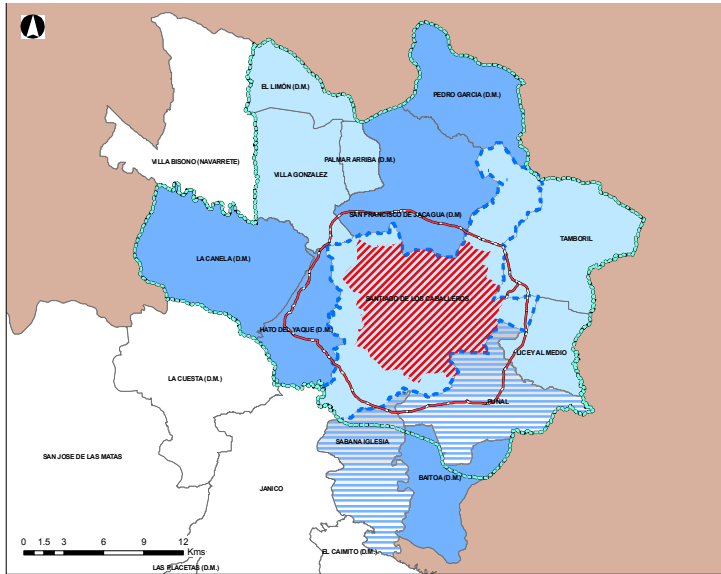 EL LIMÓN (D.M.)
PEDRO GARCIA (D.M.)
VILLA BISONO (NAVARRETE)
PALMAR ARRIBA (D.M.)
VILLA GONZALEZ
SAN FRANCISCO DE JACAGUA (D.M)
TAMBORIL
LA CANELA (D.M.)
SANTIAGO DE LOS CABALLEROS
HATO DEL YAQUE (D.M.)
LICEY AL MEDIO
LA CUESTA (D.M.)
PUÑAL
SABANA IGLESIA
SAN JOSE DE LAS MATAS
BAITOA (D.M.)
JANICO
0 1.5 3 6 9 12
Kms
EL CAIMITO (D.M.)
LAS PLACETAS (D.M.)